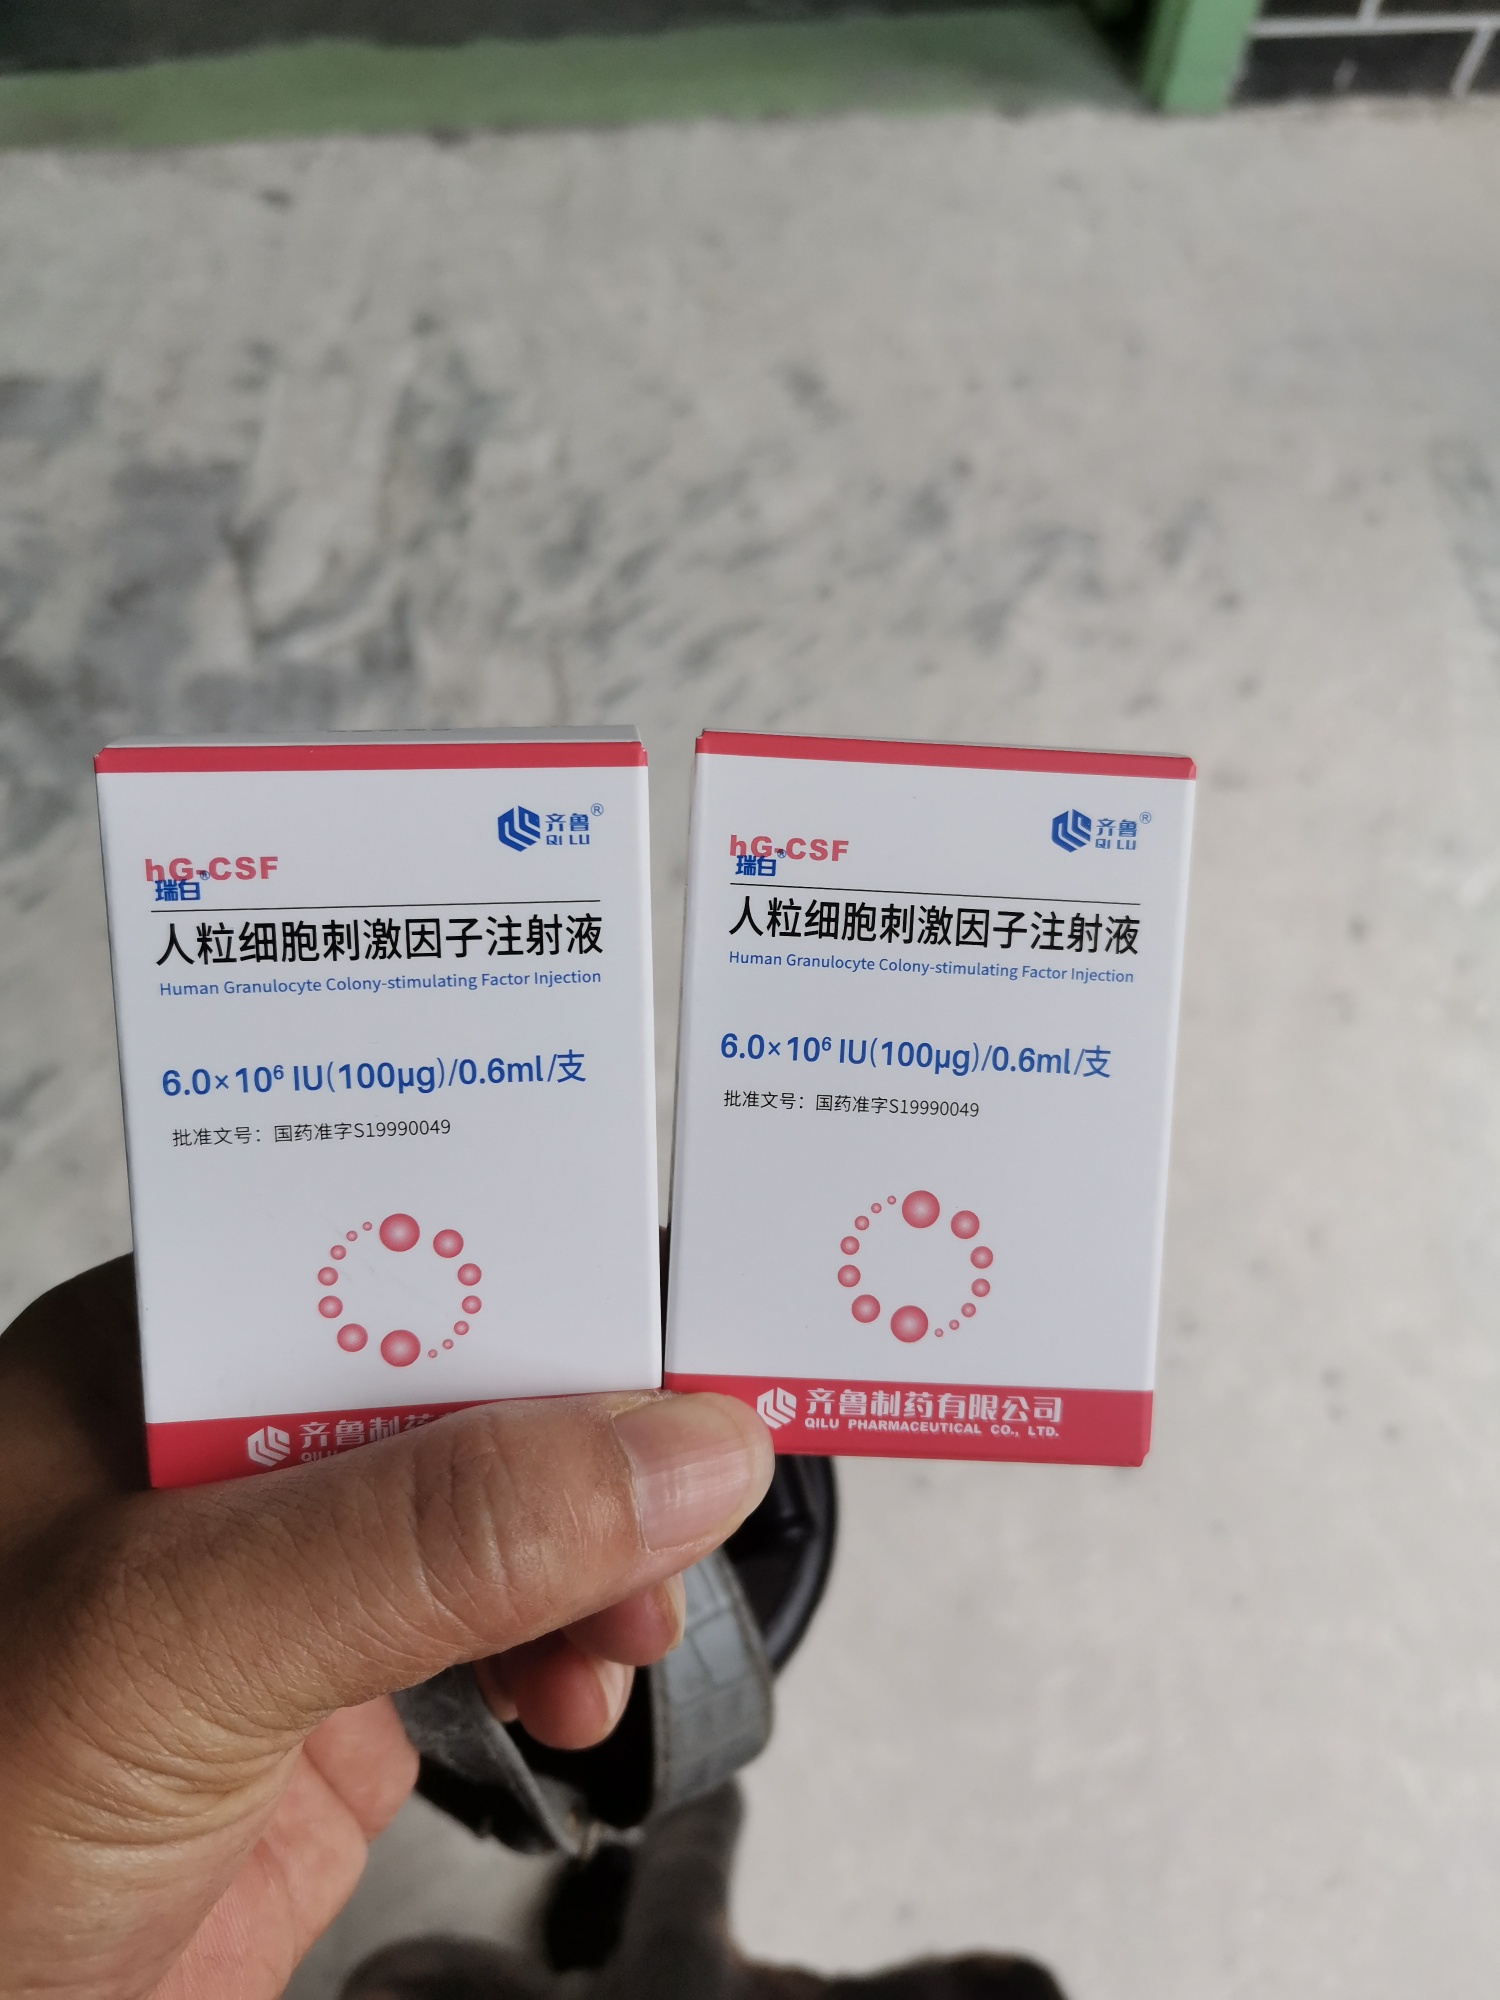 齐鲁®
QI LU
hG-CSF
瑞白®
人粒细胞刺激因子注射液
Human Granulocyte Colony-stimulating Factor Injection
6.0×10⁶ IU(100μg)/0.6ml/支
批准文号：国药准字S19990049
齐鲁制药
齐鲁®
QI LU
hG-CSF
瑞白®
人粒细胞刺激因子注射液
Human Granulocyte Colony-stimulating Factor Injection
6.0×10⁶ IU(100μg)/0.6ml/支
批准文号：国药准字S19990049
齐鲁制药有限公司
QILU PHARMACEUTICAL CO., LTD.